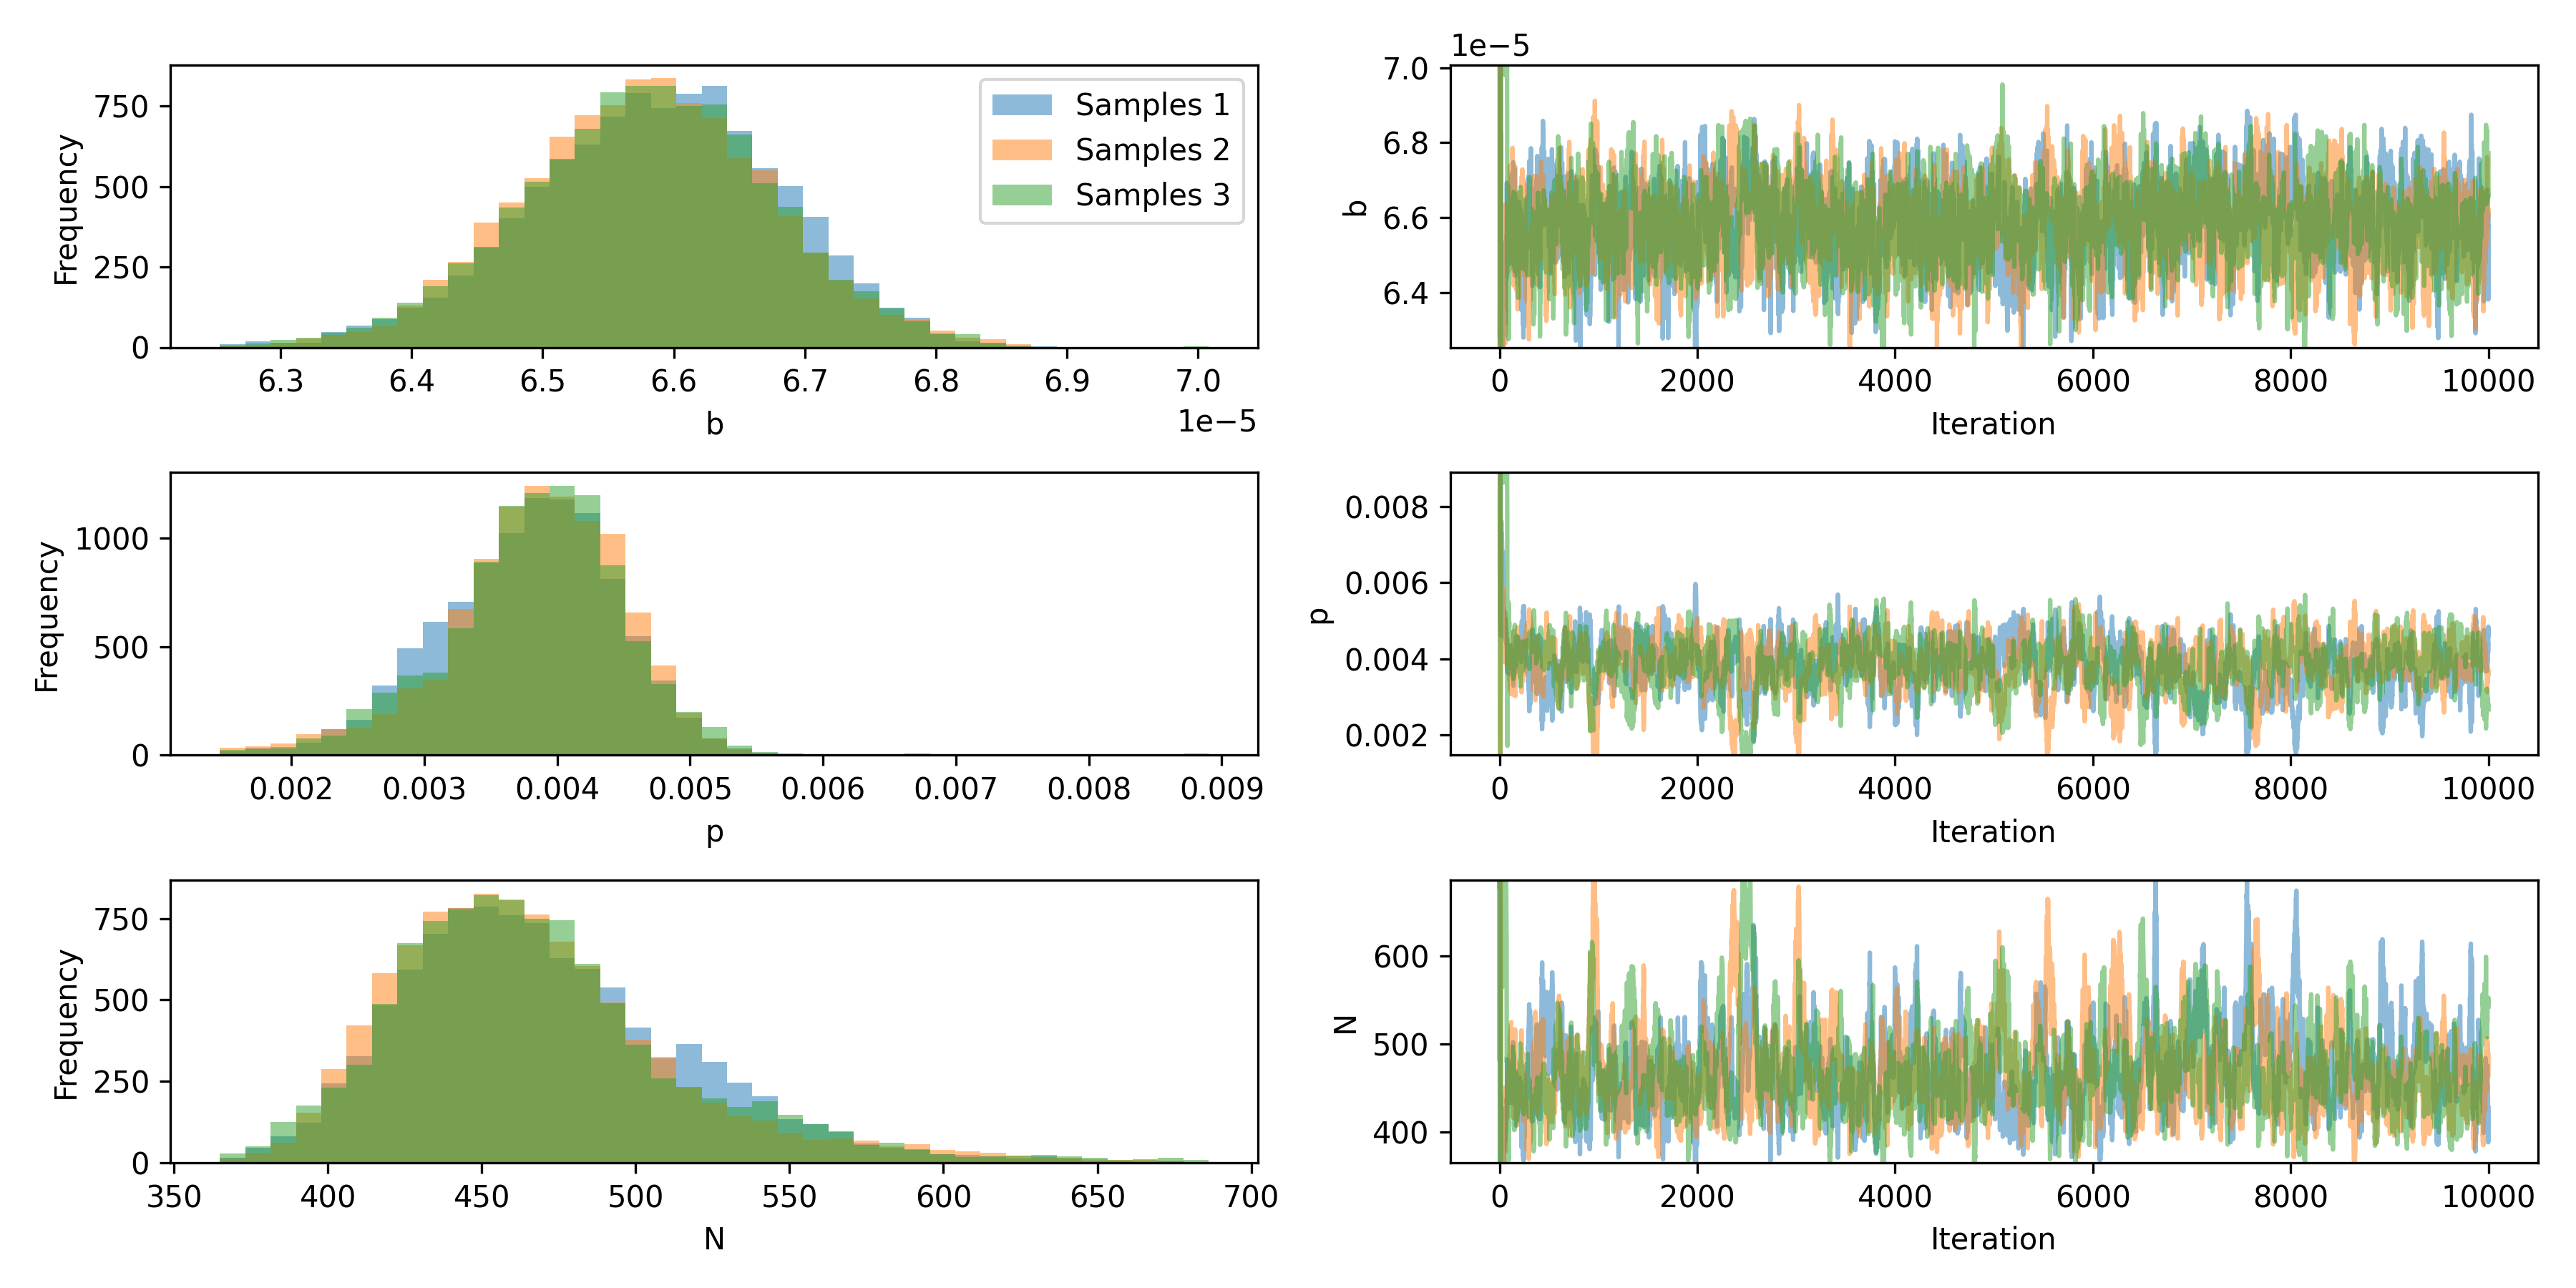 Frequency
750
500
250
0
6.3 6.4 6.5 6.6 6.7 6.8 6.9 7.0
b
1e−5
Samples 1
Samples 2
Samples 3
1e−5
b
7.0
6.8
6.6
6.4
0 2000 4000 6000 8000 10000
Iteration
Frequency
1000
500
0
0.002 0.003 0.004 0.005 0.006 0.007 0.008 0.009
p
p
0.008
0.006
0.004
0.002
0 2000 4000 6000 8000 10000
Iteration
Frequency
750
500
250
0
350 400 450 500 550 600 650 700
N
N
600
500
400
0 2000 4000 6000 8000 10000
Iteration